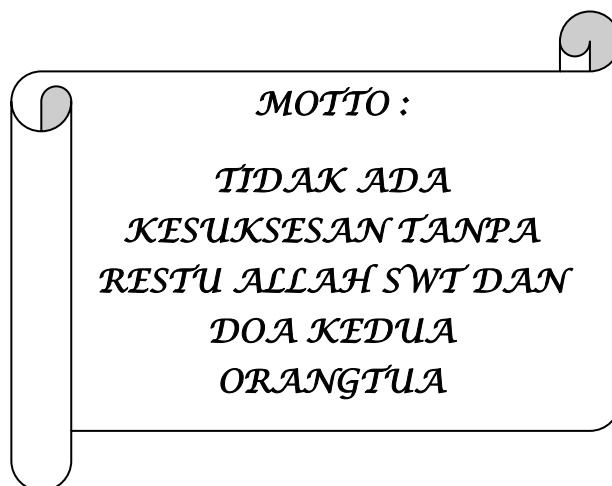 MOTTO :
TIDAK ADA
KESUKSESAN TANPA
RESTU ALLAH SWT DAN
DOA KEDUA
ORANGTUA